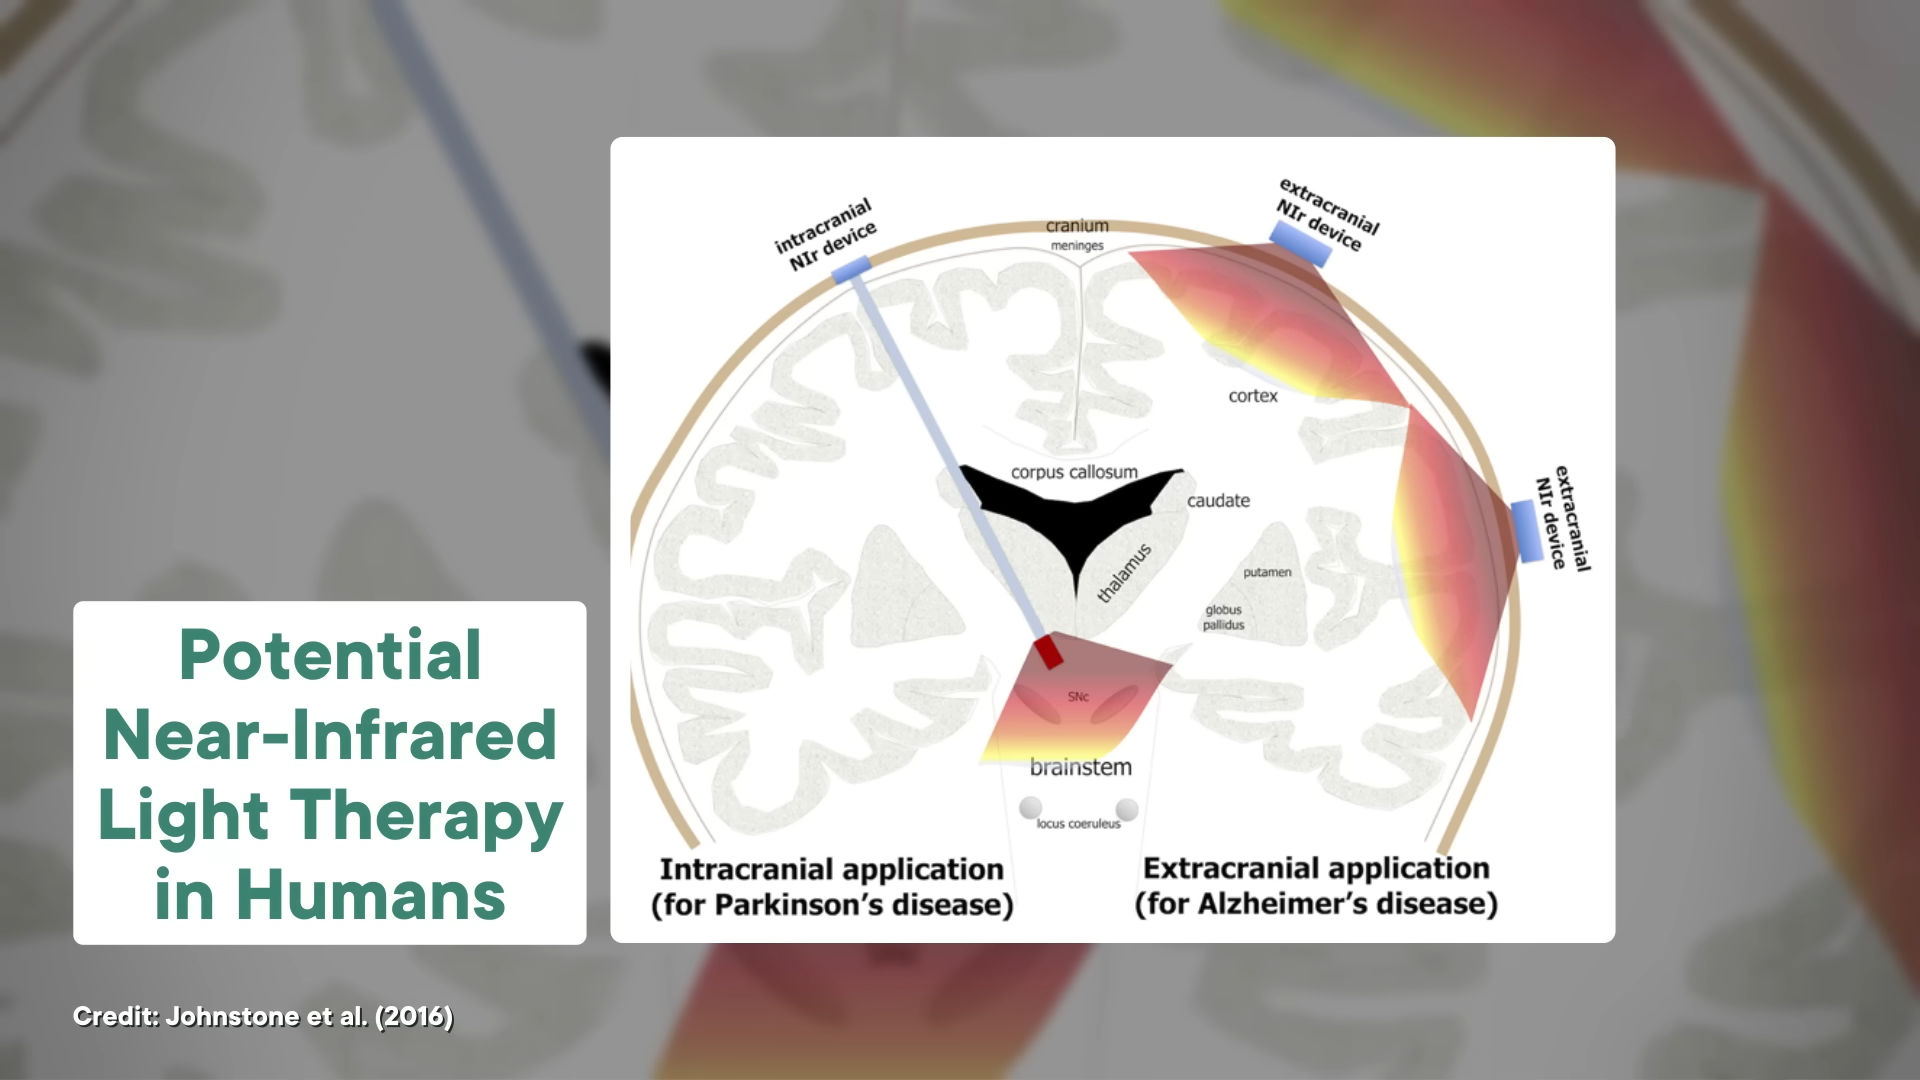 intracranial
NIr device
extracranial
NIr device
cranium
meninges
cortex
corpus callosum
caudate
extracranial
NIr device
thalamus
putamen
globus
pallidus
SNc
brainstem
locus coeruleus
Intracranial application
(for Parkinson's disease)
Extracranial application
(for Alzheimer's disease)
Potential
Near-Infrared
Light Therapy
in Humans
Credit: Johnstone et al. (2016)